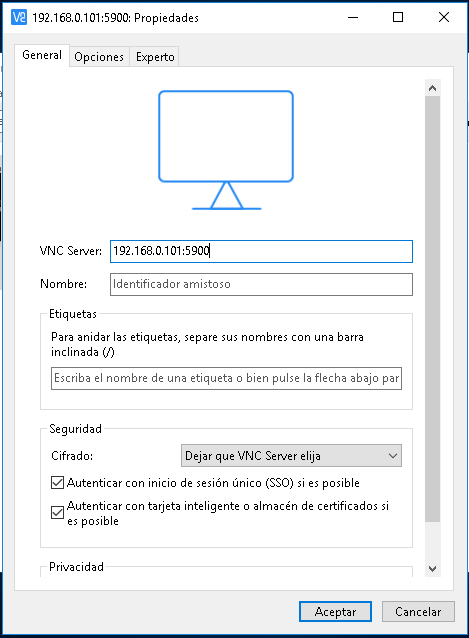 192.168.0.101:5900: Propiedades
General Opciones Experto
VNC Server: 192.168.0.101:5900
Nombre: Identificador amistoso
Etiquetas
Para anidar las etiquetas, separe sus nombres con una barra
inclinada (/)
Escriba el nombre de una etiqueta o bien pulse la flecha abajo par
Seguridad
Cifrado: Dejar que VNC Server elija
Autenticar con inicio de sesión único (SSO) si es posible
Autenticar con tarjeta inteligente o almacén de certificados si
es posible
Privacidad
Aceptar Cancelar